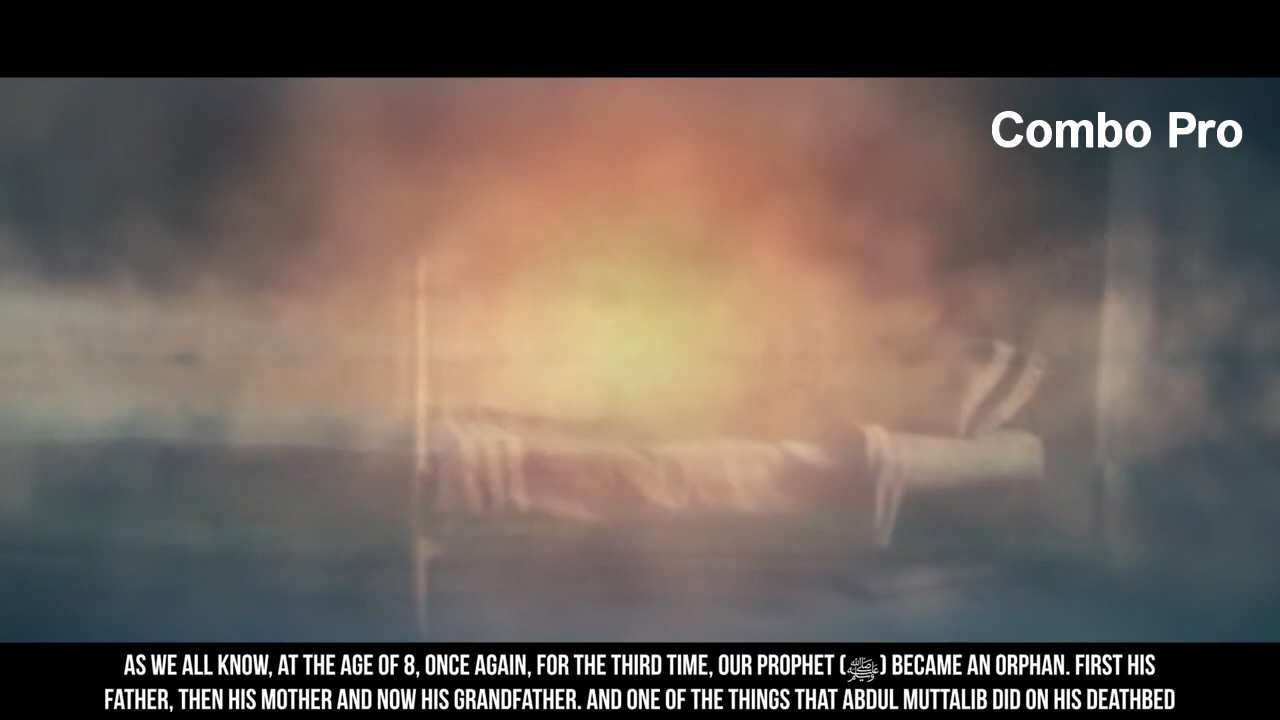 Combo Pro
AS WE ALL KNOW, AT THE AGE OF 8, ONCE AGAIN, FOR THE THIRD TIME, OUR PROPHET (ﷺ) BECAME AN ORPHAN. FIRST HIS
FATHER, THEN HIS MOTHER AND NOW HIS GRANDFATHER. AND ONE OF THE THINGS THAT ABDUL MUTTALIB DID ON HIS DEATHBED